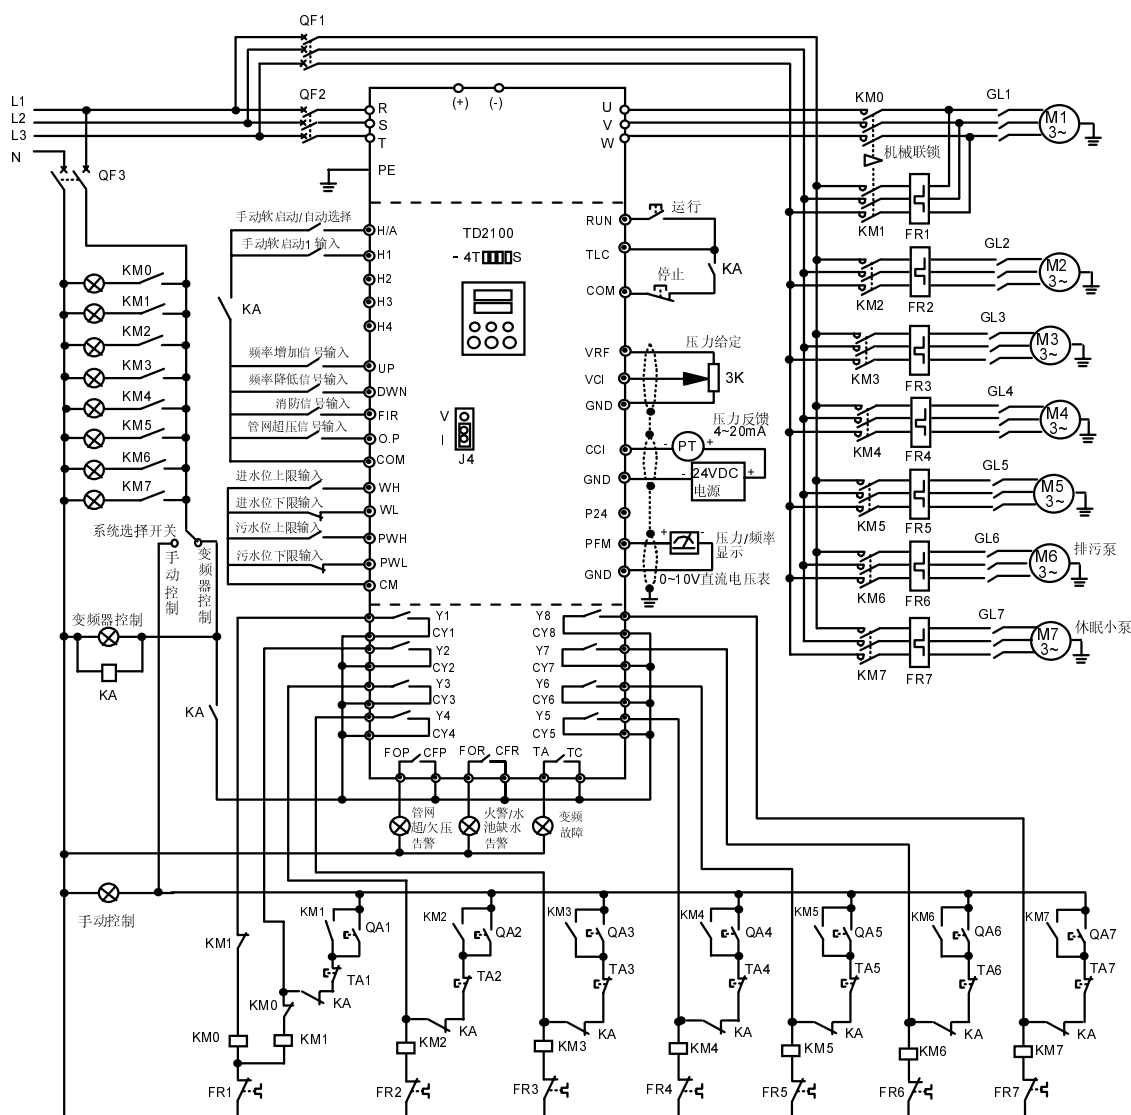 QF1
QF2
(+)
(-)
L1
L2
L3
N
QF3
R
S
T
PE
U
V
W
KM0
GL1
M1
3~
机械联锁
KM1
FR1
手动软启动/自动选择
H/A
手动软启动1输入
H1
H2
H3
H4
KA
TD2100
- 4T S
RUN
运行
TLC
KA
停止
COM
GL2
M2
3~
KM2
FR2
GL3
M3
3~
KM3
FR3
GL4
M4
3~
KM4
FR4
GL5
M5
3~
KM5
FR5
GL6
M6
3~
排污泵
KM6
FR6
GL7
M7
3~
休眠小泵
KM7
FR7
KM0
KM1
KM2
KM3
KM4
KM5
KM6
KM7
频率增加信号输入
UP
频率降低信号输入
DWN
消防信号输入
FIR
管网超压信号输入
O.P
COM
进水位上限输入
WH
进水位下限输入
WL
污水位上限输入
PWH
污水位下限输入
PWL
CM
V
I
J4
VRF
压力给定
VCI
3K
GND
压力反馈
4~20mA
CCI
- PT +
GND
- 24VDC +
电源
P24
PFM
+ -
压力/频率
显示
GND
0~10V直流电压表
系统选择开关
手动控制
变频器控制
变频器控制
KA
KA
Y1
CY1
Y2
CY2
Y3
CY3
Y4
CY4
Y8
CY8
Y7
CY7
Y6
CY6
Y5
CY5
FOP
CFP
FOR
CFR
TA
TC
管网
超/欠压
告警
火警/水
池缺水
告警
变频
故障
手动控制
KM1
KM1
QA1
TA1
KA
KM0
KM0
KM1
FR1
KM2
QA2
TA2
KA
KM2
FR2
KM3
QA3
TA3
KA
KM3
FR3
KM4
QA4
TA4
KA
KM4
FR4
KM5
QA5
TA5
KA
KM5
FR5
KM6
QA6
TA6
KA
KM6
FR6
KM7
QA7
TA7
KA
KM7
FR7